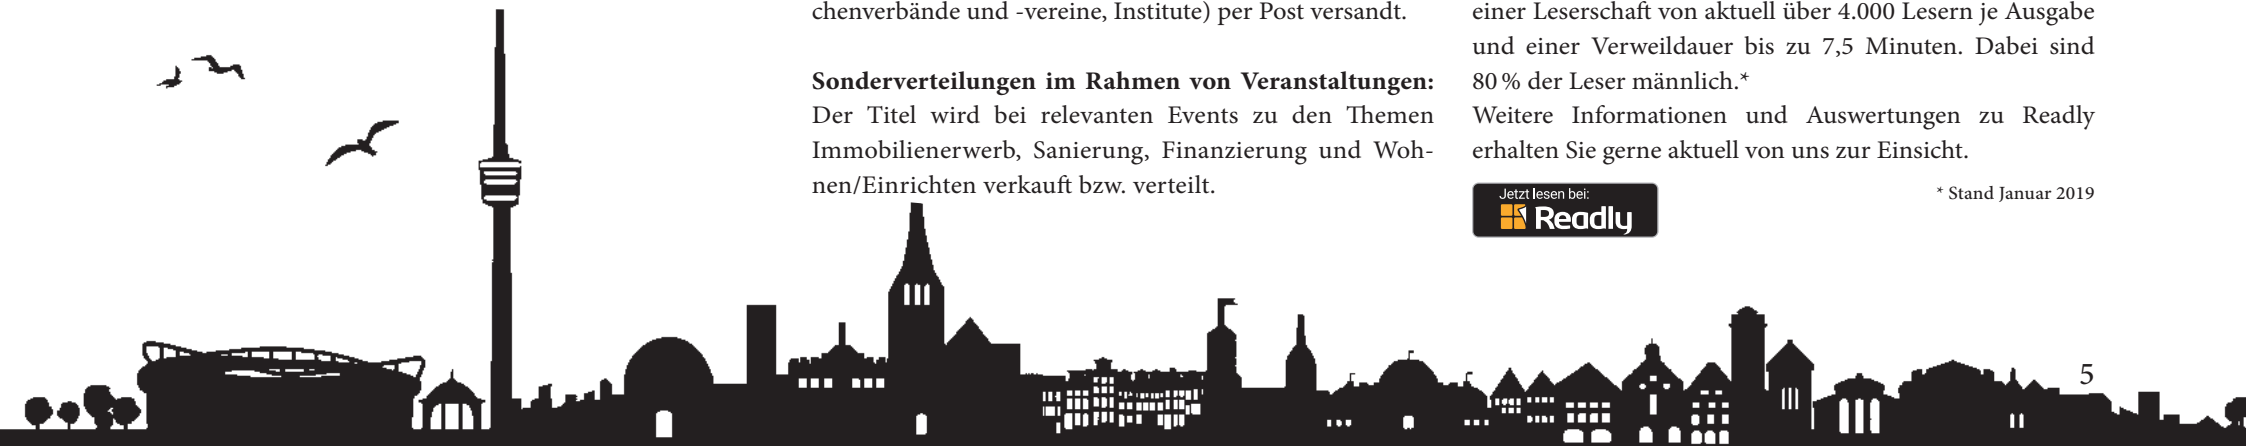 chenverbände und -vereine, Institute) per Post versandt.
Sonderverteilungen im Rahmen von Veranstaltungen:
Der Titel wird bei relevanten Events zu den Themen
Immobilienerwerb, Sanierung, Finanzierung und Woh-
nen/Einrichten verkauft bzw. verteilt.
einer Leserschaft von aktuell über 4.000 Lesern je Ausgabe
und einer Verweildauer bis zu 7,5 Minuten. Dabei sind
80 % der Leser männlich.*
Weitere Informationen und Auswertungen zu Readly
erhalten Sie gerne aktuell von uns zur Einsicht.
Jetzt lesen bei:
Readly
* Stand Januar 2019
5